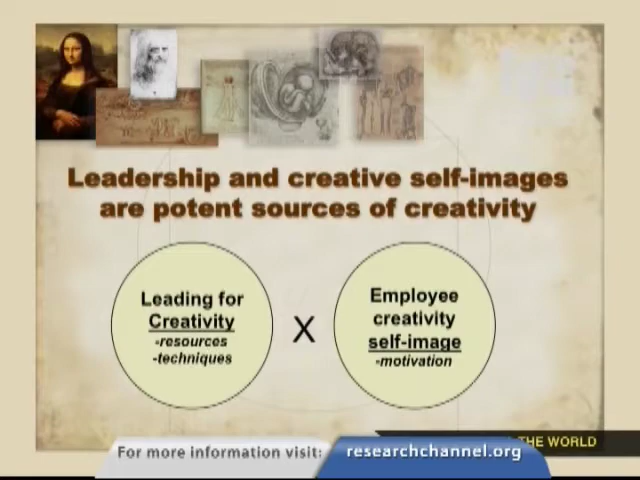 Leadership and creative self-images
are potent sources of creativity
Leading for
Creativity
-resources
-techniques
X
Employee
creativity
self-image
-motivation
THE WORLD
For more information visit:
researchchannel.org